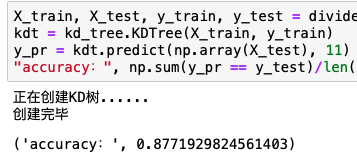 X_train, X_test, y_train, y_test = divide
kdt = kd_tree.KDTree(X_train, y_train)
y_pr = kdt.predict(np.array(X_test), 11)
"accuracy：", np.sum(y_pr == y_test)/len(
正在创建KD树......
创建完毕
('accuracy：', 0.8771929824561403)